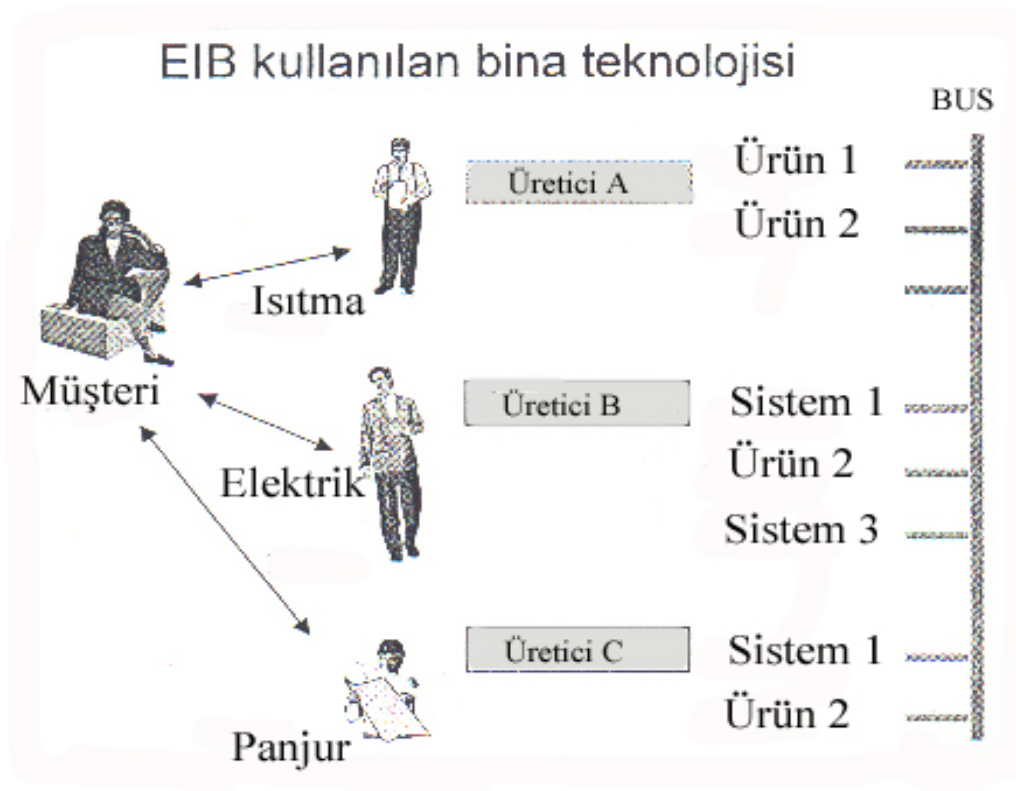 EIB kullanılan bina teknolojisi
BUS
Üretici A
Ürün 1
Ürün 2
Isıtma
Müşteri
Üretici B
Sistem 1
Ürün 2
Elektrik
Sistem 3
Üretici C
Sistem 1
Ürün 2
Panjur